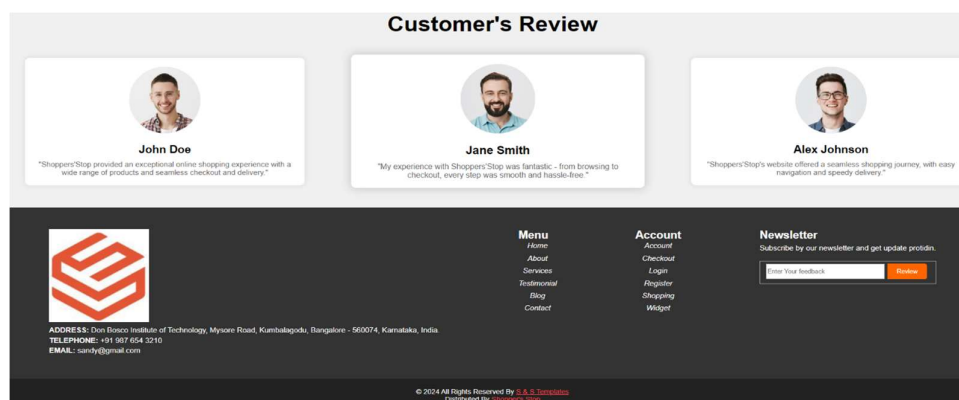 Customer's Review
John Doe
"Shoppers'Stop provided an exceptional online shopping experience with a
wide range of products and seamless checkout and delivery."
Jane Smith
"My experience with Shoppers'Stop was fantastic - from browsing to
checkout, every step was smooth and hassle-free."
Alex Johnson
"Shoppers'Stop's website offered a seamless shopping journey, with easy
navigation and speedy delivery."
ADDRESS: Don Bosco Institute of Technology, Mysore Road, Kumbalagodu, Bangalore - 560074, Karnataka, India.
TELEPHONE: +91 987 654 3210
EMAIL: sandy@gmail.com
Menu
Home
About
Services
Testimonial
Blog
Contact
Account
Account
Checkout
Login
Register
Shopping
Widget
Newsletter
Subscribe by our newsletter and get update protidin.
Enter Your feedback
Review
© 2024 All Rights Reserved By S & S Templates
Distributed By Shopper's Stop